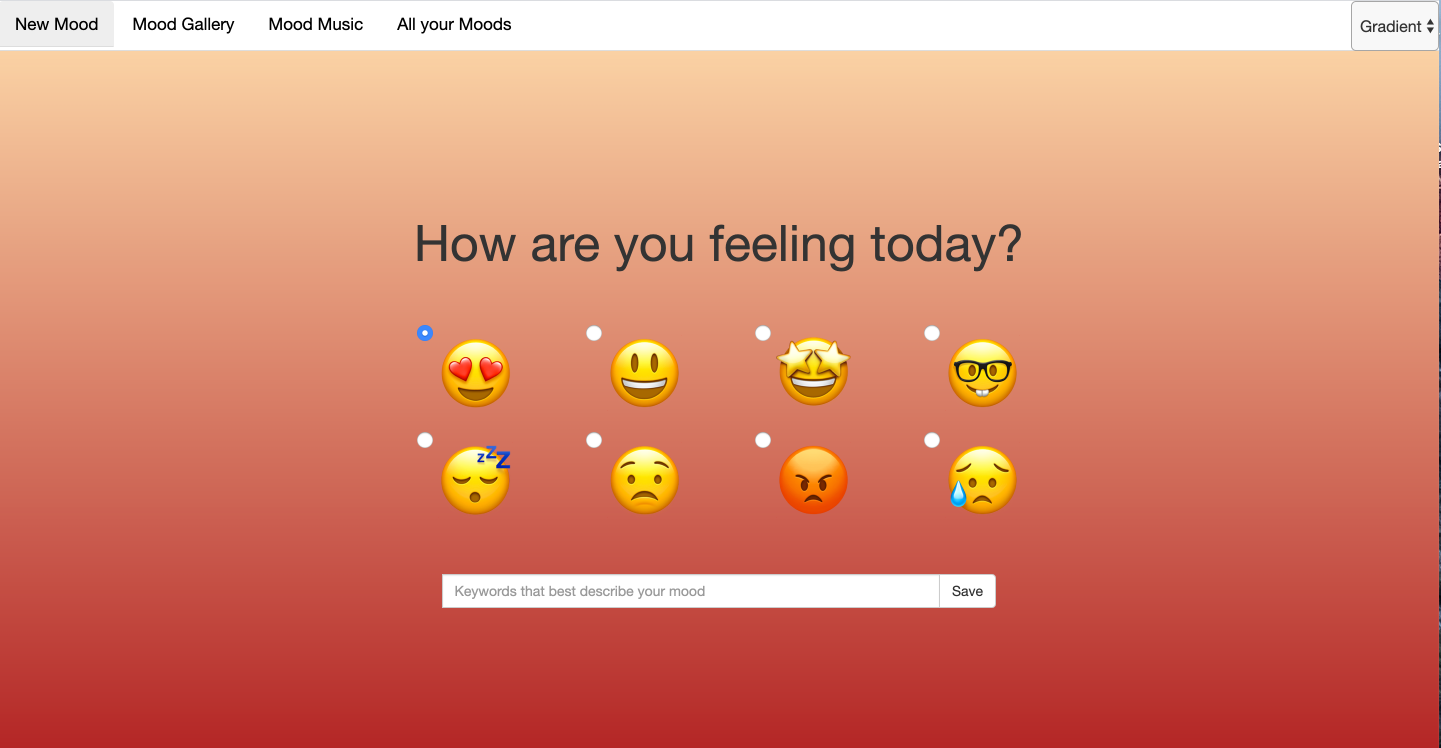 New Mood Mood Gallery Mood Music All your Moods Gradient
How are you feeling today?
zZZ
Keywords that best describe your mood Save